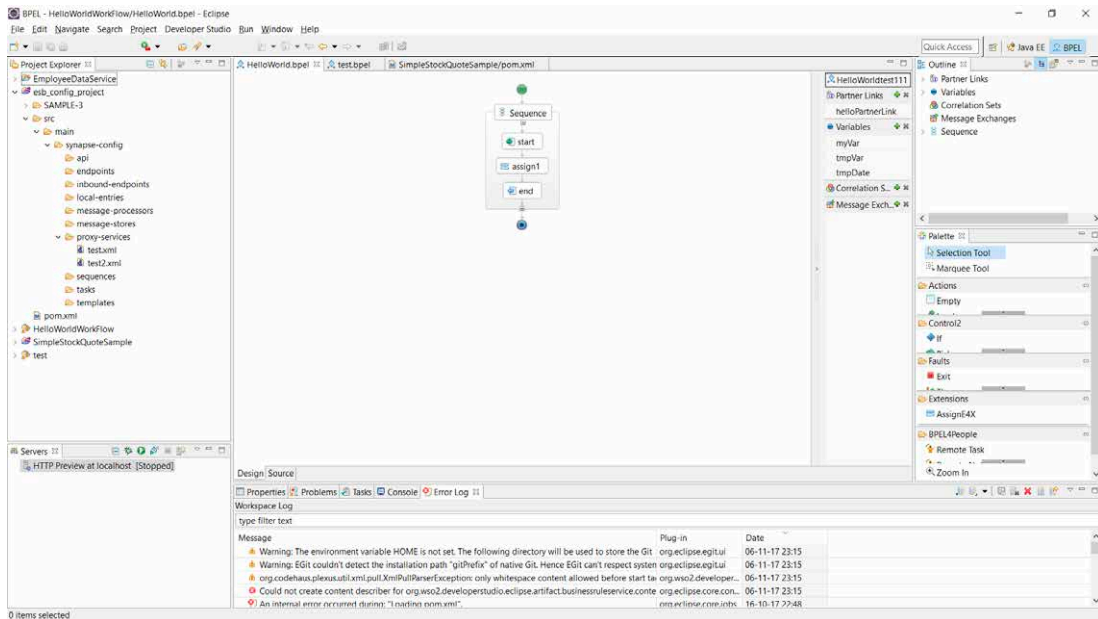 BPEL - HelloWorldWorkFlow/HelloWorld.bpel - Eclipse
File Edit Navigate Search Project Developer Studio Run Window Help
Quick Access
Java EE
BPEL
Project Explorer
EmployeeDataService
esb_config_project
SAMPLE-3
src
main
synapse-config
api
endpoints
inbound-endpoints
local-entries
message-processors
message-stores
proxy-services
test.xml
test2.xml
sequences
tasks
templates
pom.xml
HelloWorldWorkFlow
SimpleStockQuoteSample
test
Servers
HTTP Preview at localhost [Stopped]
HelloWorld.bpel
test.bpel
SimpleStockQuoteSample/pom.xml
Sequence
start
assign1
end
HelloWorldtest111
Partner Links
helloPartnerLink
Variables
myVar
tmpVar
tmpDate
Correlation S...
Message Exch...
Design Source
Outline
Partner Links
Variables
Correlation Sets
Message Exchanges
Sequence
Palette
Selection Tool
Marquee Tool
Actions
Empty
Control2
If
Faults
Exit
Extensions
AssignE4X
BPEL4People
Remote Task
Zoom In
Properties Problems Tasks Console Error Log
Workspace Log
type filter text
Message Plug-in Date
Warning: The environment variable HOME is not set. The following directory will be used to store the Git org.eclipse.egit.ui 06-11-17 23:15
Warning: EGit couldn't detect the installation path "gitPrefix" of native Git. Hence EGit can't respect system org.eclipse.egit.ui 06-11-17 23:15
org.codehaus.plexus.util.xml.pull.XmlPullParserException: only whitespace content allowed before start ta org.wso2.developer... 06-11-17 23:15
Could not create content describer for org.wso2.developerstudio.eclipse.artifact.businessruleservice.conte org.eclipse.core.con... 06-11-17 23:15
An internal error occurred during: "Loading pom.xml". org.eclipse.core.jobs 16-10-17 22:48
0 items selected